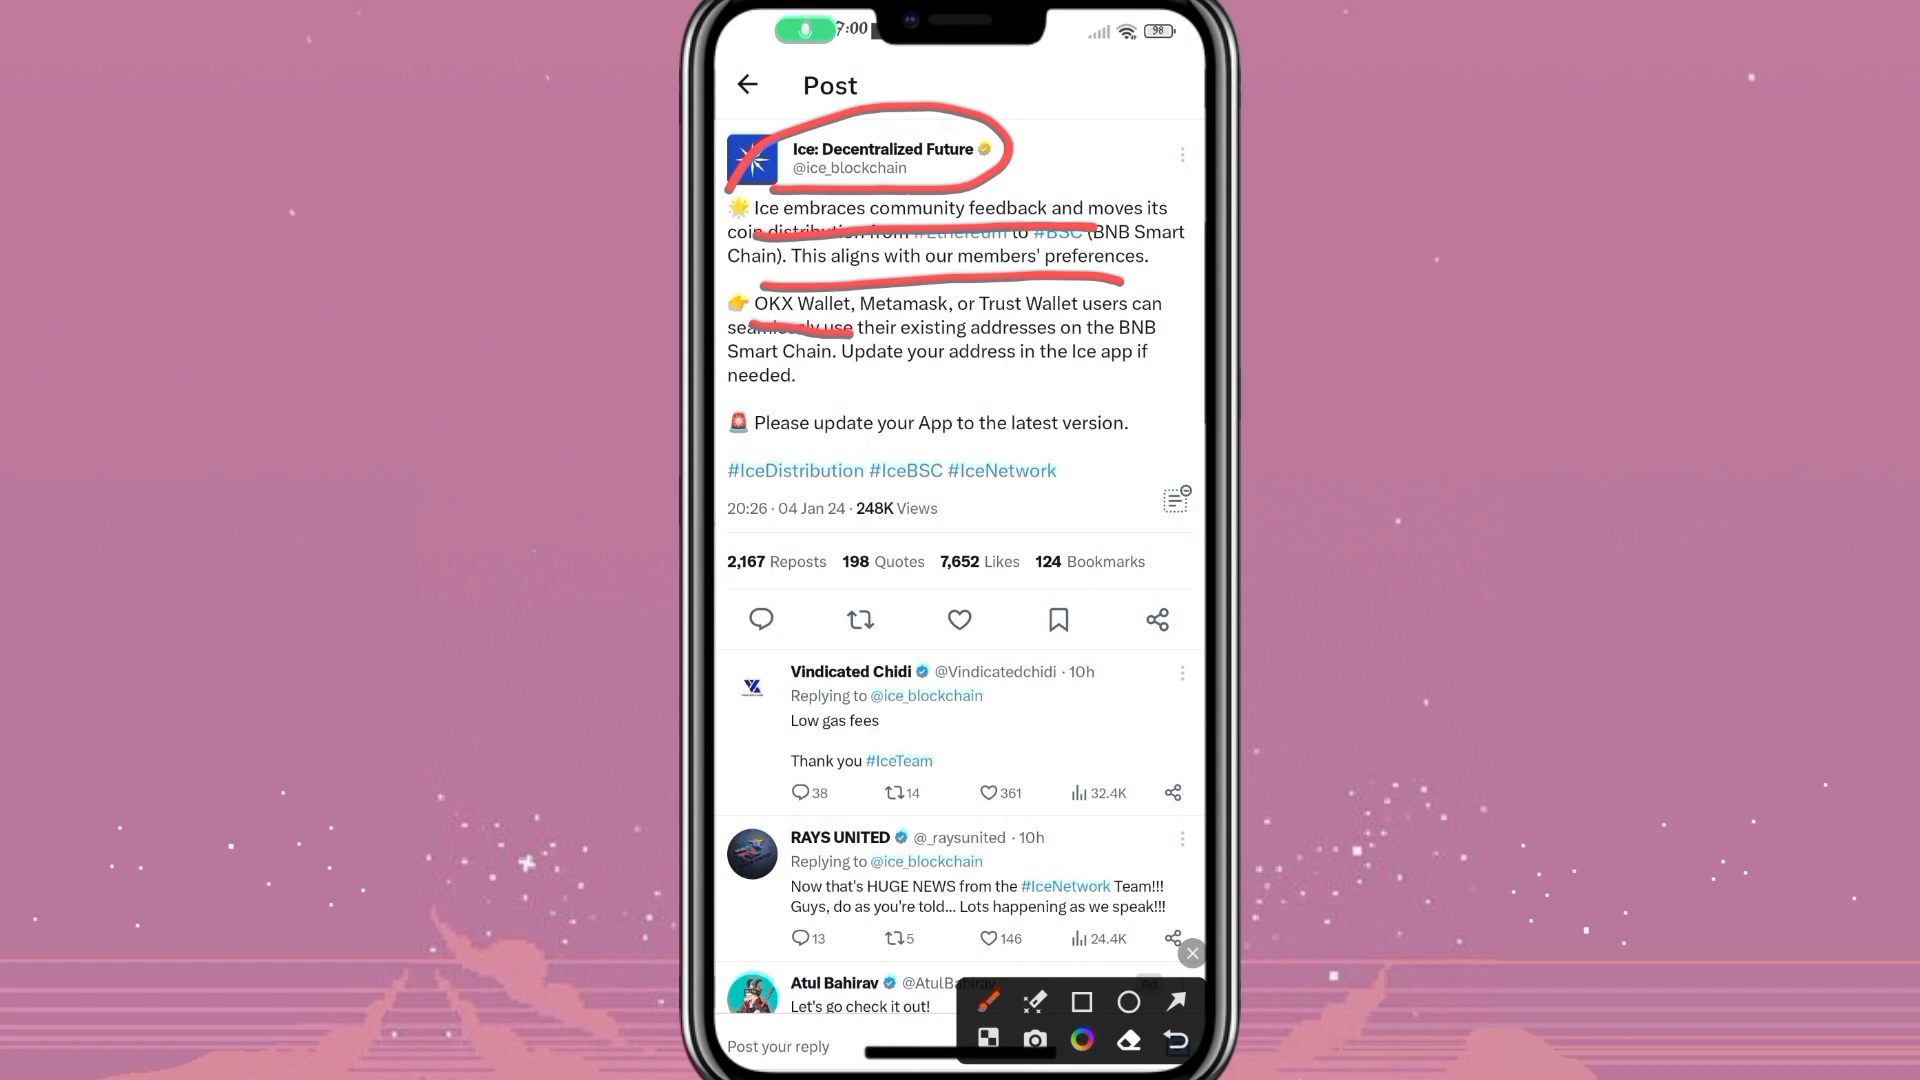 7:00
98
Post
Ice: Decentralized Future
@ice_blockchain
🌟 Ice embraces community feedback and moves its
coin distribution from #Ethereum to #BSC (BNB Smart
Chain). This aligns with our members' preferences.
👉 OKX Wallet, Metamask, or Trust Wallet users can
seamlessly use their existing addresses on the BNB
Smart Chain. Update your address in the Ice app if
needed.
🚨 Please update your App to the latest version.
#IceDistribution #IceBSC #IceNetwork
20:26 · 04 Jan 24 · 248K Views
2,167 Reposts 198 Quotes 7,652 Likes 124 Bookmarks
Vindicated Chidi @Vindicatedchidi · 10h
Replying to @ice_blockchain
Low gas fees
Thank you #IceTeam
38 14 361 32.4K
RAYS UNITED @_raysunited · 10h
Replying to @ice_blockchain
Now that's HUGE NEWS from the #IceNetwork Team!!!
Guys, do as you're told... Lots happening as we speak!!!
13 5 146 24.4K
Atul Bahirav @AtulBahirav Ad
Let's go check it out!
Post your reply